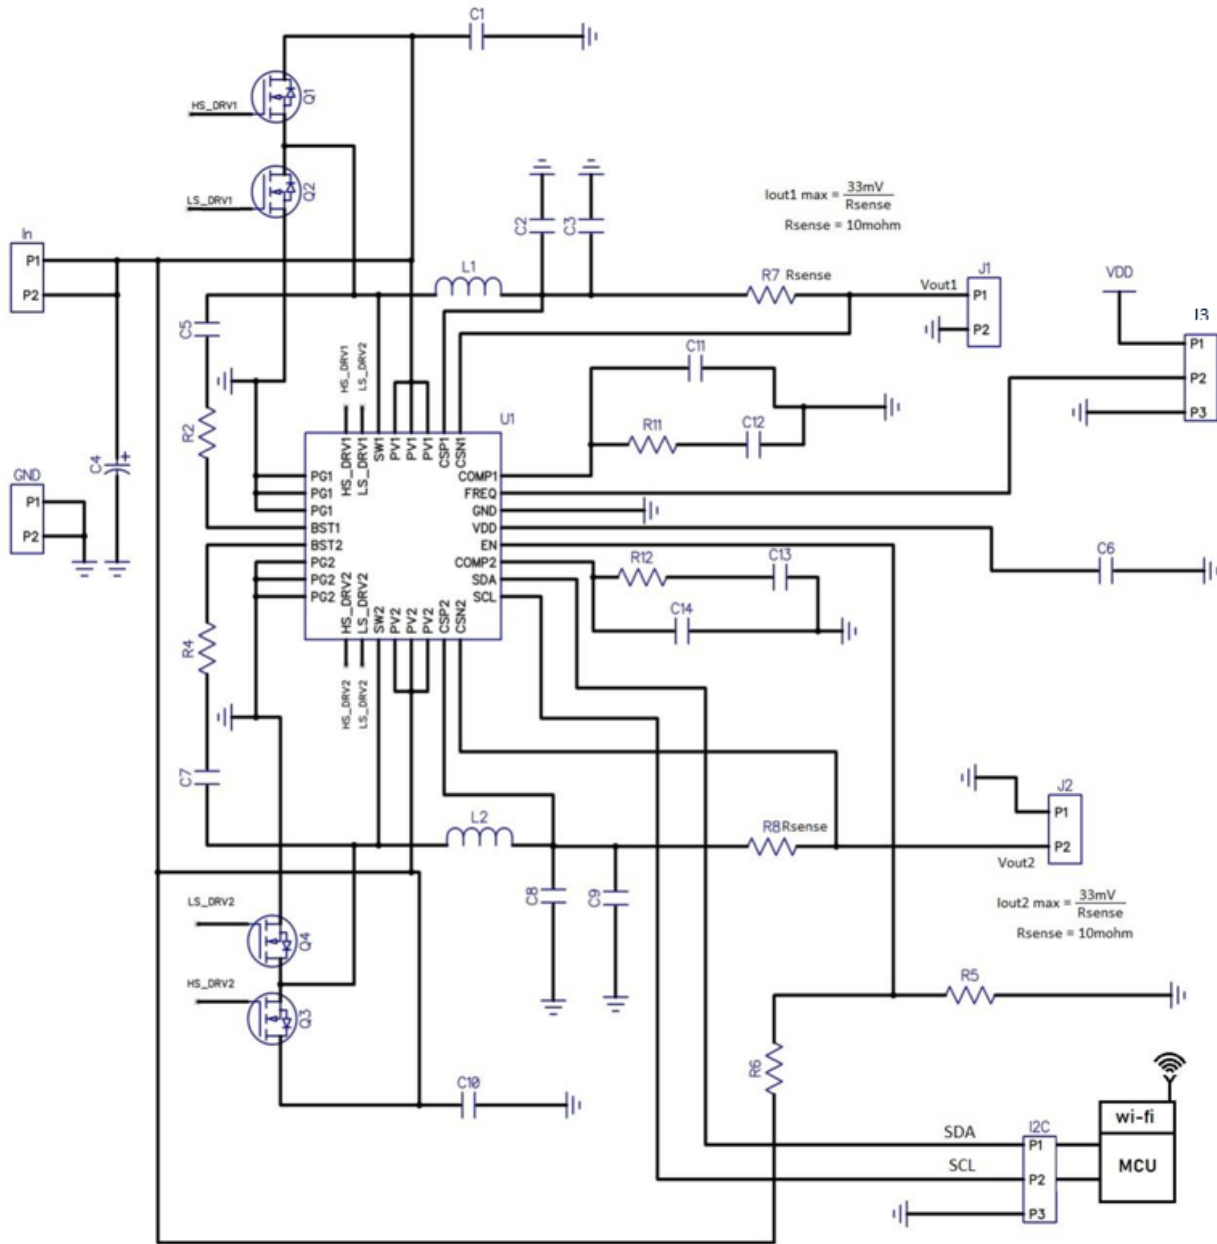 C1
Q1
HS_DRV1
Q2
LS_DRV1
In
P1
P2
C2
C3
Iout1 max = 33mV
Rsense
Rsense = 10mohm
L1
R7 Rsense
Vout1
J1
P1
P2
VDD
P1
P2
P3
C5
R2
C4
+
GND
P1
P2
HS_DRV1
LS_DRV2
C11
R11
C12
U1
HS_DRV1
LS_DRV1
SW1
PV1
PV1
PV1
CSP1
CSN1
PG1
PG1
PG1
BST1
BST2
PG2
PG2
PG2
COMP1
FREQ
GND
VDD
EN
COMP2
SDA
SCL
HS_DRV2
LS_DRV2
SW2
PV2
PV2
PV2
CSP2
CSN2
R12
C13
C14
C6
HS_DRV2
LS_DRV2
R4
C7
L2
R8 Rsense
J2
P1
P2
Vout2
C8
C9
Iout2 max = 33mV
Rsense
Rsense = 10mohm
LS_DRV2
Q4
HS_DRV2
Q3
C10
R5
R6
SDA
SCL
I2C
P1
P2
P3
wi-fi
MCU